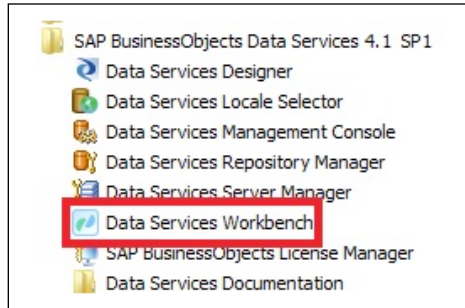 SAP BusinessObjects Data Services 4.1 SP1
Data Services Designer
Data Services Locale Selector
Data Services Management Console
Data Services Repository Manager
Data Services Server Manager
Data Services Workbench
SAP BusinessObjects License Manager
Data Services Documentation